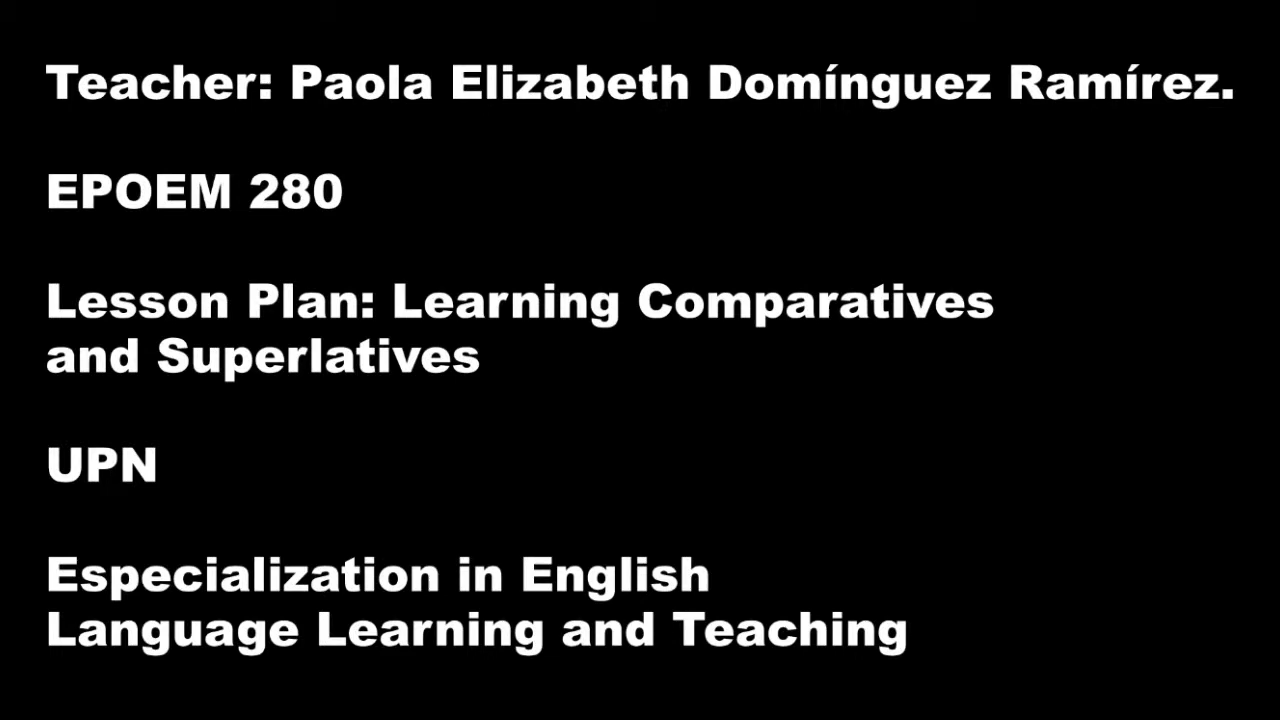 Teacher: Paola Elizabeth Domínguez Ramírez.
EPOEM 280
Lesson Plan: Learning Comparatives
and Superlatives
UPN
Especialization in English
Language Learning and Teaching